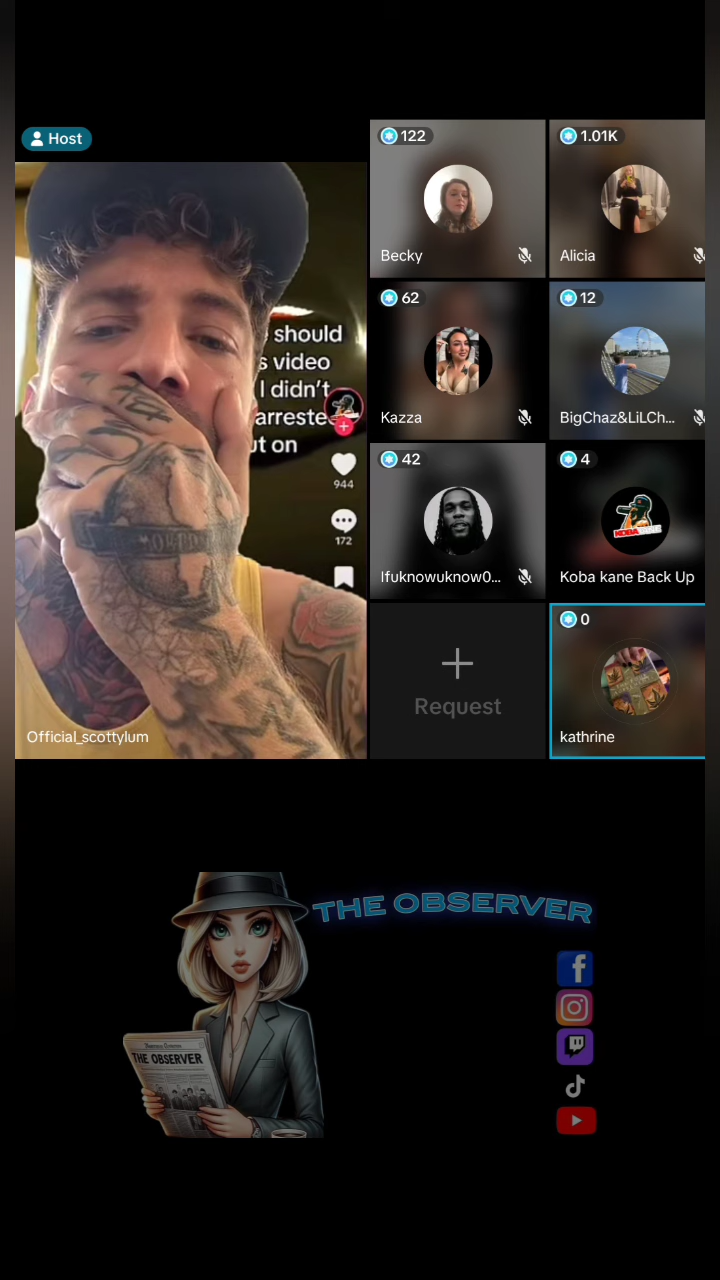 Host
should
s video
I didn't
arreste
ut on
944
172
Official_scottylum
122
Becky
1.01K
Alicia
62
Kazza
12
BigChaz&LiLCh...
42
Ifuknowuknow0...
4
KOBA
Koba kane Back Up
+
Request
0
kathrine
THE OBSERVER
THE OBSERVER